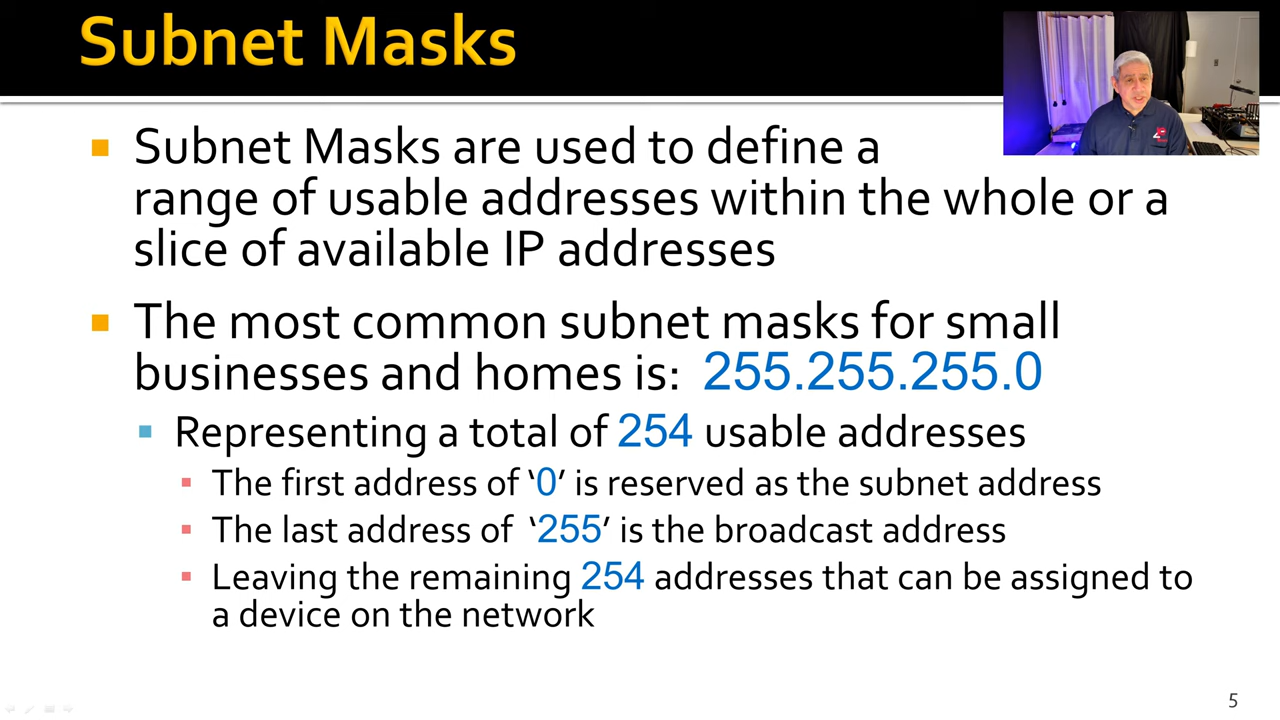 Subnet Masks
Subnet Masks are used to define a
range of usable addresses within the whole or a
slice of available IP addresses
The most common subnet masks for small
businesses and homes is: 255.255.255.0
Representing a total of 254 usable addresses
The first address of ‘0’ is reserved as the subnet address
The last address of ‘255’ is the broadcast address
Leaving the remaining 254 addresses that can be assigned to
a device on the network
5